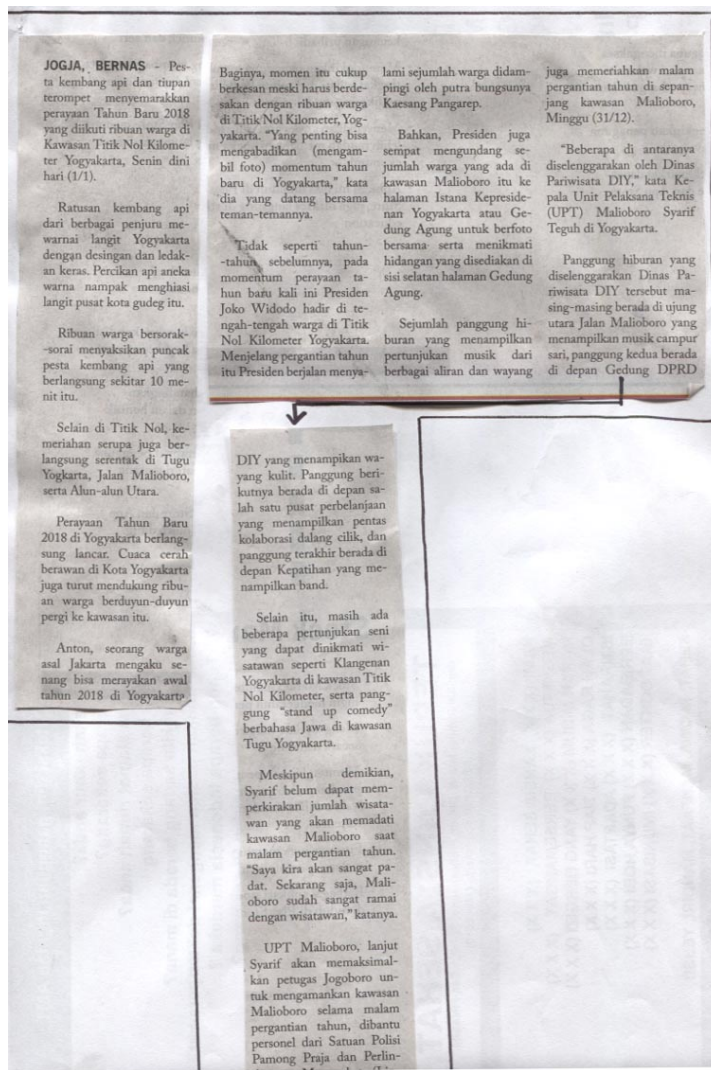 JOGJA, BERNAS - Pes-
ta kembang api dan tiupan
terompet menyemarakkan
perayaan Tahun Baru 2018
yang diikuti ribuan warga di
Kawasan Titik Nol Kilome-
ter Yogyakarta, Senin dini
hari (1/1).
Ratusan kembang api
dari berbagai penjuru me-
warnai langit Yogyakarta
dengan desingan dan ledak-
an keras. Percikan api aneka
warna nampak menghiasi
langit pusat kota gudeg itu.
Ribuan warga bersorak-
-sorai menyaksikan puncak
pesta kembang api yang
berlangsung sekitar 10 me-
nit itu.
Selain di Titik Nol, ke-
meriahan serupa juga ber-
langsung serentak di Tugu
Yogkarta, Jalan Malioboro,
serta Alun-alun Utara.
Perayaan Tahun Baru
2018 di Yogyakarta berlang-
sung lancar. Cuaca cerah
berawan di Kota Yogyakarta
juga turut mendukung ribu-
an warga berduyun-duyun
pergi ke kawasan itu.
Anton, seorang warga
asal Jakarta mengaku se-
nang bisa merayakan awal
tahun 2018 di Yogyakarta
Baginya, momen itu cukup
berkesan meski harus berde-
sakan dengan ribuan warga
di Titik Nol Kilometer, Yog-
yakarta. “Yang penting bisa
mengabadikan (mengam-
bil foto) momentum tahun
baru di Yogyakarta,” kata
dia yang datang bersama
teman-temannya.
Tidak seperti tahun-
-tahun sebelumnya, pada
momentum perayaan ta-
hun baru kali ini Presiden
Joko Widodo hadir di te-
ngah-tengah warga di Titik
Nol Kilometer Yogyakarta.
Menjelang pergantian tahun
itu Presiden berjalan menya-
lami sejumlah warga didam-
pingi oleh putra bungsunya
Kaesang Pangarep.
Bahkan, Presiden juga
sempat mengundang se-
jumlah warga yang ada di
kawasan Malioboro itu ke
halaman Istana Kepreside-
nan Yogyakarta atau Ge-
dung Agung untuk berfoto
bersama serta menikmati
hidangan yang disediakan di
sisi selatan halaman Gedung
Agung.
Sejumlah panggung hi-
buran yang menampilkan
pertunjukan musik dari
berbagai aliran dan wayang
juga memeriahkan malam
pergantian tahun di sepan-
jang kawasan Malioboro,
Minggu (31/12).
“Beberapa di antaranya
diselenggarakan oleh Dinas
Pariwisata DIY,” kata Ke-
pala Unit Pelaksana Teknis
(UPT) Malioboro Syarif
Teguh di Yogyakarta.
Panggung hiburan yang
diselenggarakan Dinas Pa-
riwisata DIY tersebut ma-
sing-masing berada di ujung
utara Jalan Malioboro yang
menampilkan musik campur
sari, panggung kedua berada
di depan Gedung DPRD
DIY yang menampikan wa-
yang kulit. Panggung beri-
kutnya berada di depan sa-
lah satu pusat perbelanjaan
yang menampilkan pentas
kolaborasi dalang cilik, dan
panggung terakhir berada di
depan Kepatihan yang me-
nampilkan band.
Selain itu, masih ada
beberapa pertunjukan seni
yang dapat dinikmati wi-
satawan seperti Klangenan
Yogyakarta di kawasan Titik
Nol Kilometer, serta pang-
gung “stand up comedy”
berbahasa Jawa di kawasan
Tugu Yogyakarta.
Meskipun demikian,
Syarif belum dapat mem-
perkirakan jumlah wisata-
wan yang akan memadati
kawasan Malioboro saat
malam pergantian tahun.
“Saya kira akan sangat pa-
dat. Sekarang saja, Mali-
oboro sudah sangat ramai
dengan wisatawan,” katanya.
UPT Malioboro, lanjut
Syarif akan memaksimal-
kan petugas Jogoboro un-
tuk mengamankan kawasan
Malioboro selama malam
pergantian tahun, dibantu
personel dari Satuan Polisi
Pamong Praja dan Perlin-